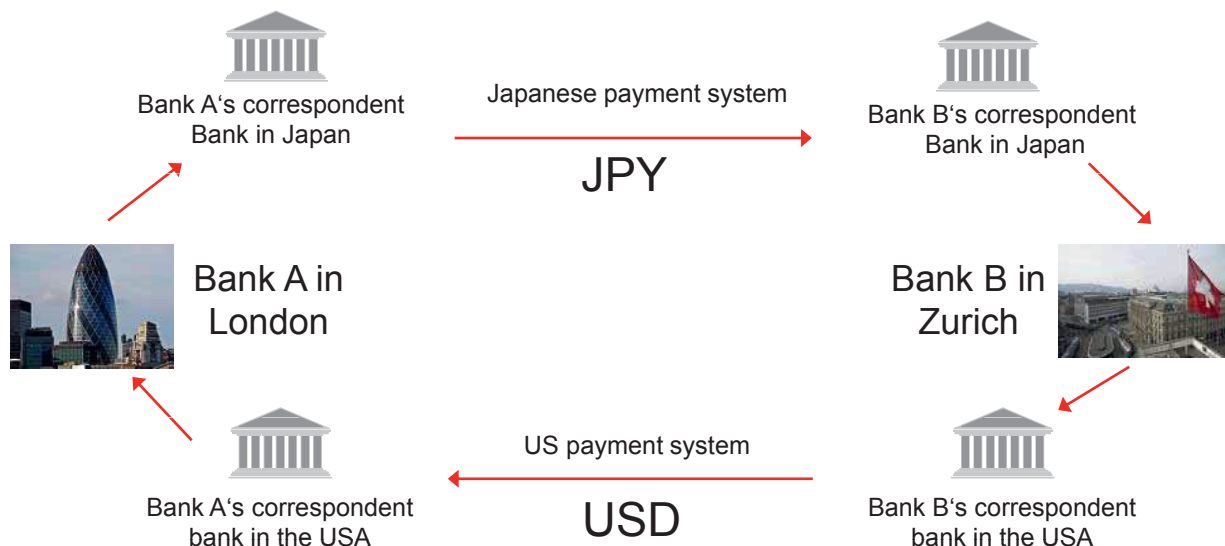 Bank A‘s correspondent
Bank in Japan
Japanese payment system
JPY
Bank B‘s correspondent
Bank in Japan
Bank A in
London
Bank B in
Zurich
Bank A‘s correspondent
bank in the USA
US payment system
USD
Bank B‘s correspondent
bank in the USA